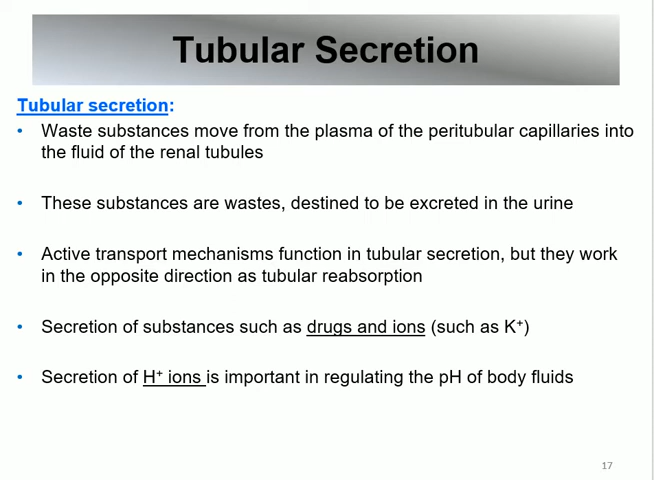 Tubular Secretion
Tubular secretion:
• Waste substances move from the plasma of the peritubular capillaries into
the fluid of the renal tubules
• These substances are wastes, destined to be excreted in the urine
• Active transport mechanisms function in tubular secretion, but they work
in the opposite direction as tubular reabsorption
• Secretion of substances such as drugs and ions (such as K⁺)
• Secretion of H⁺ ions is important in regulating the pH of body fluids
17